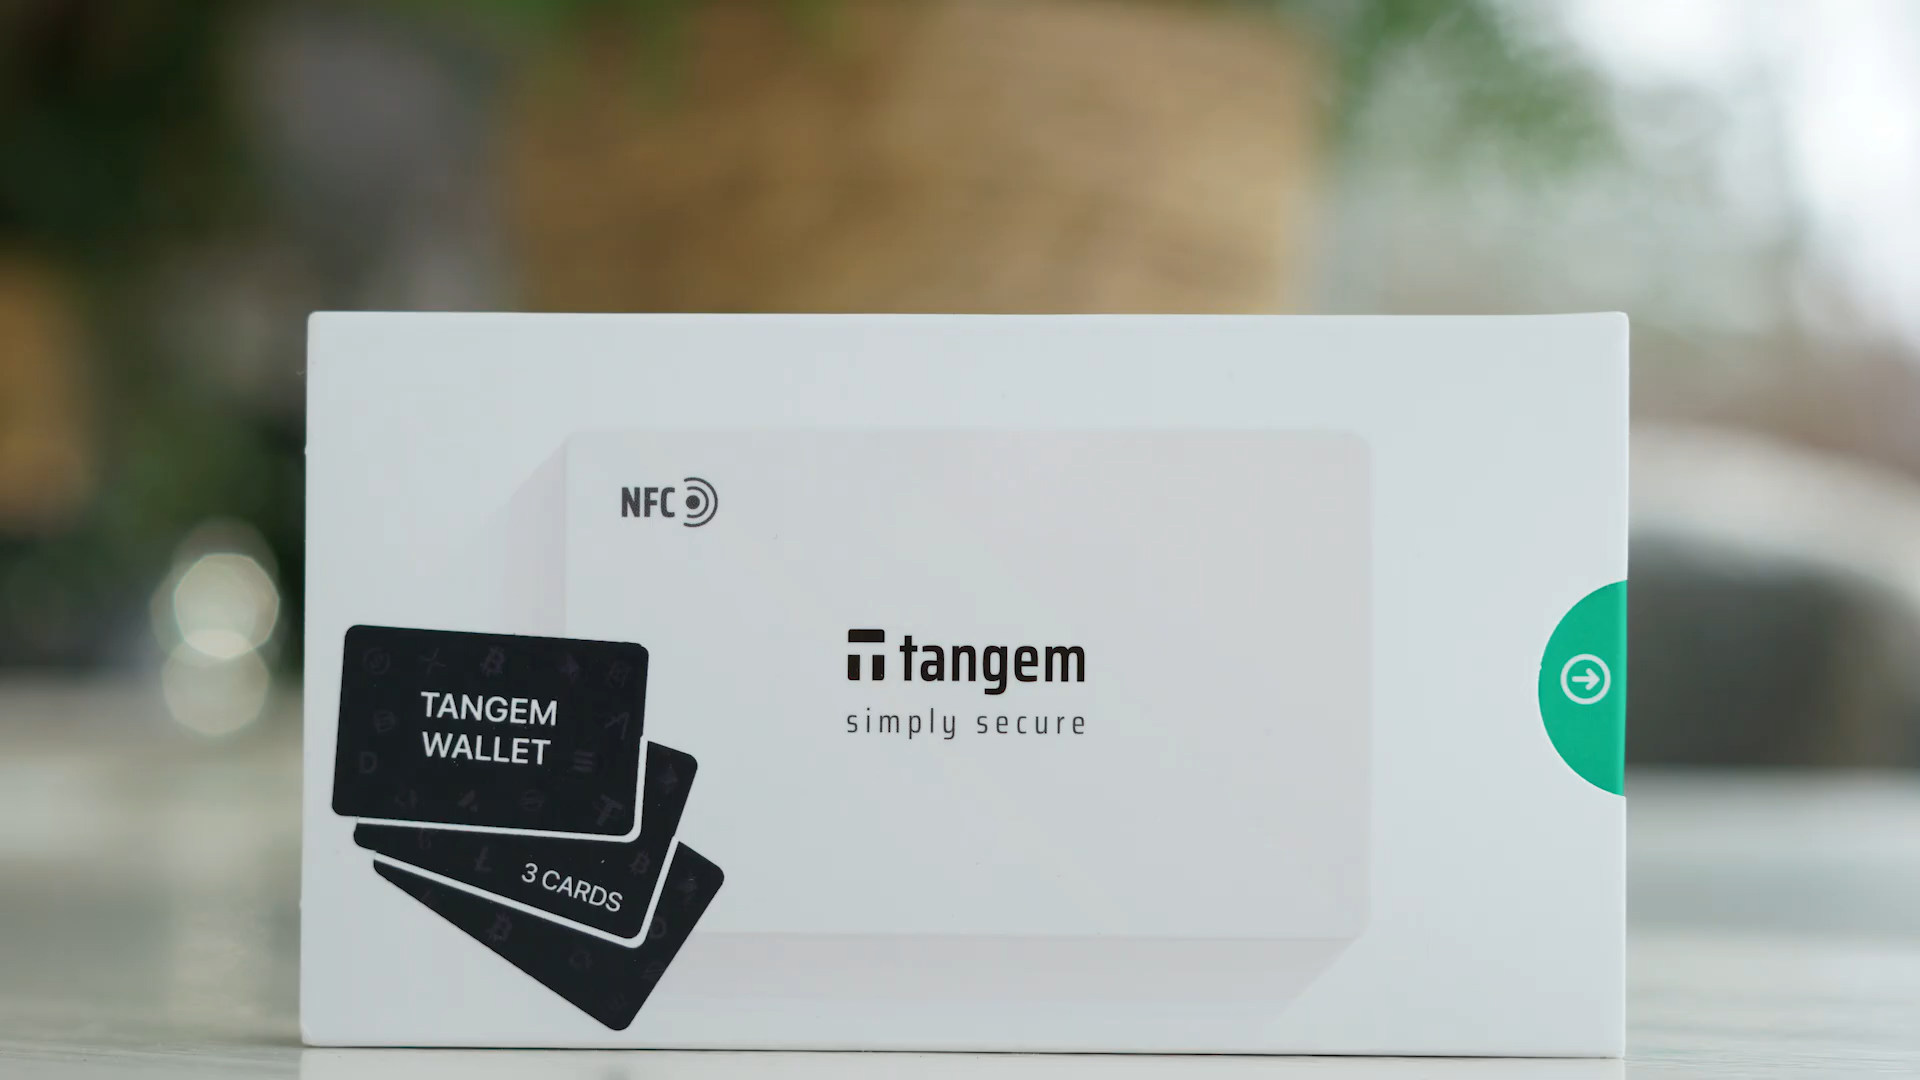 NFC
tangem
simply secure
TANGEM
WALLET
3 CARDS